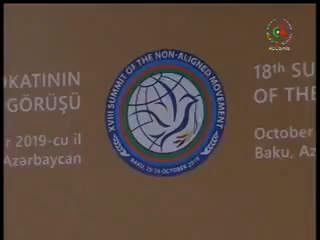 OKATININ
GÖRÜŞÜ
r 2019-cu il
Azərbaycan
XVIII SUMMIT OF THE NON-ALIGNED MOVEMENT
BAKU, 25-26 OCTOBER 2019
18th SU
OF THE
October
Baku, Az